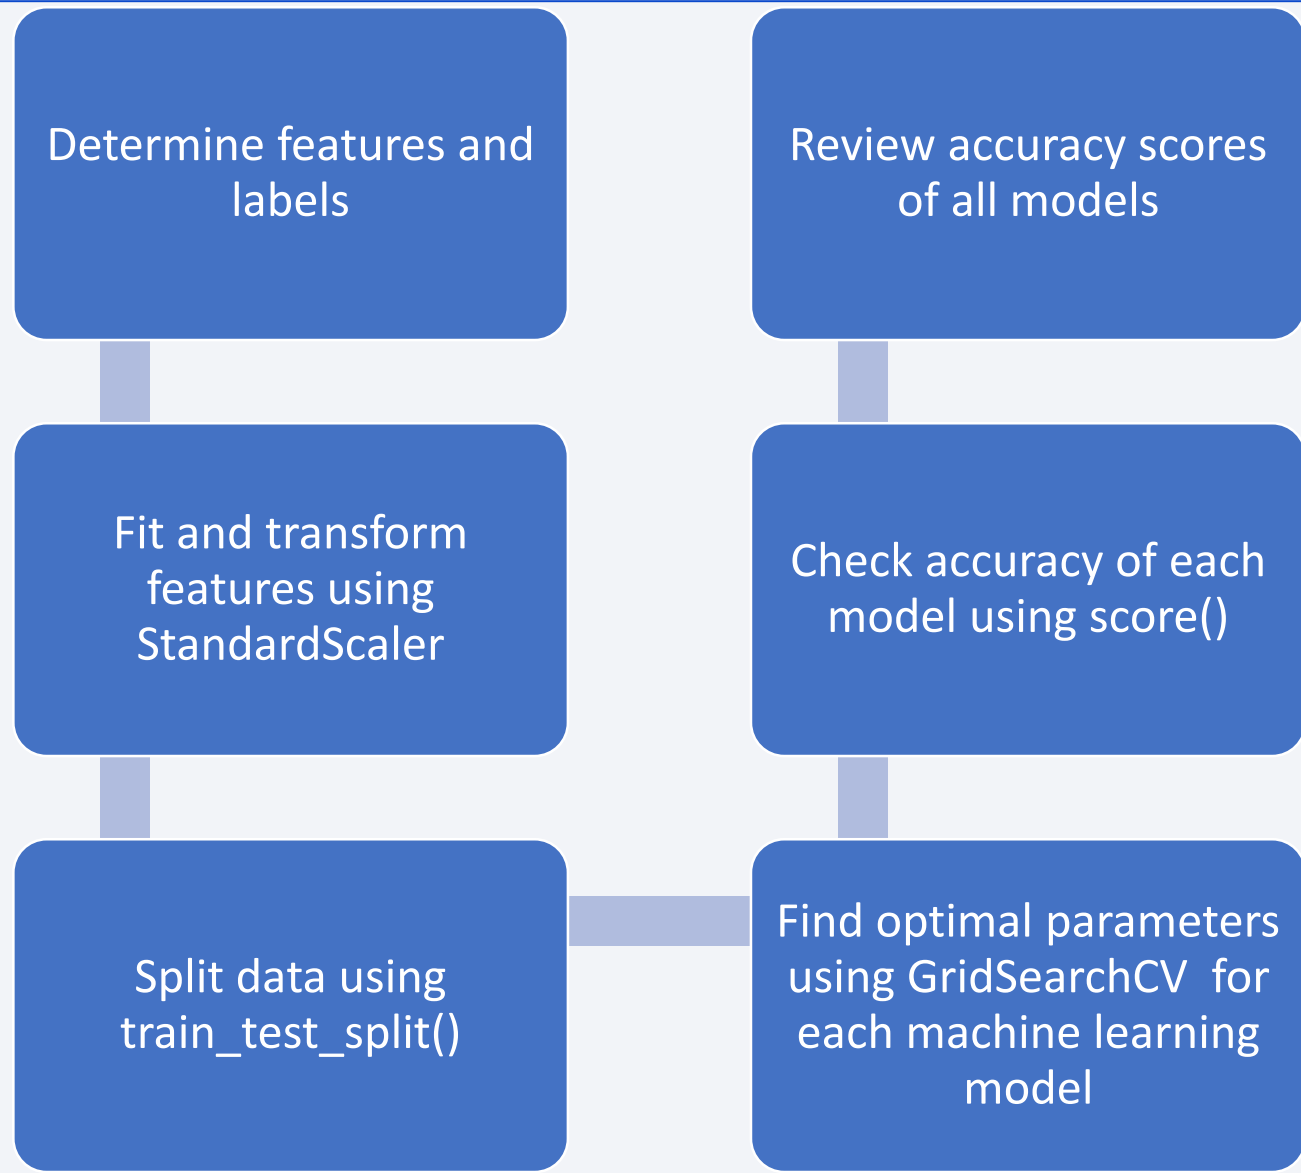 Determine features and
labels
Fit and transform
features using
StandardScaler
Split data using
train_test_split()
Find optimal parameters
using GridSearchCV  for
each machine learning
model
Check accuracy of each
model using score()
Review accuracy scores
of all models